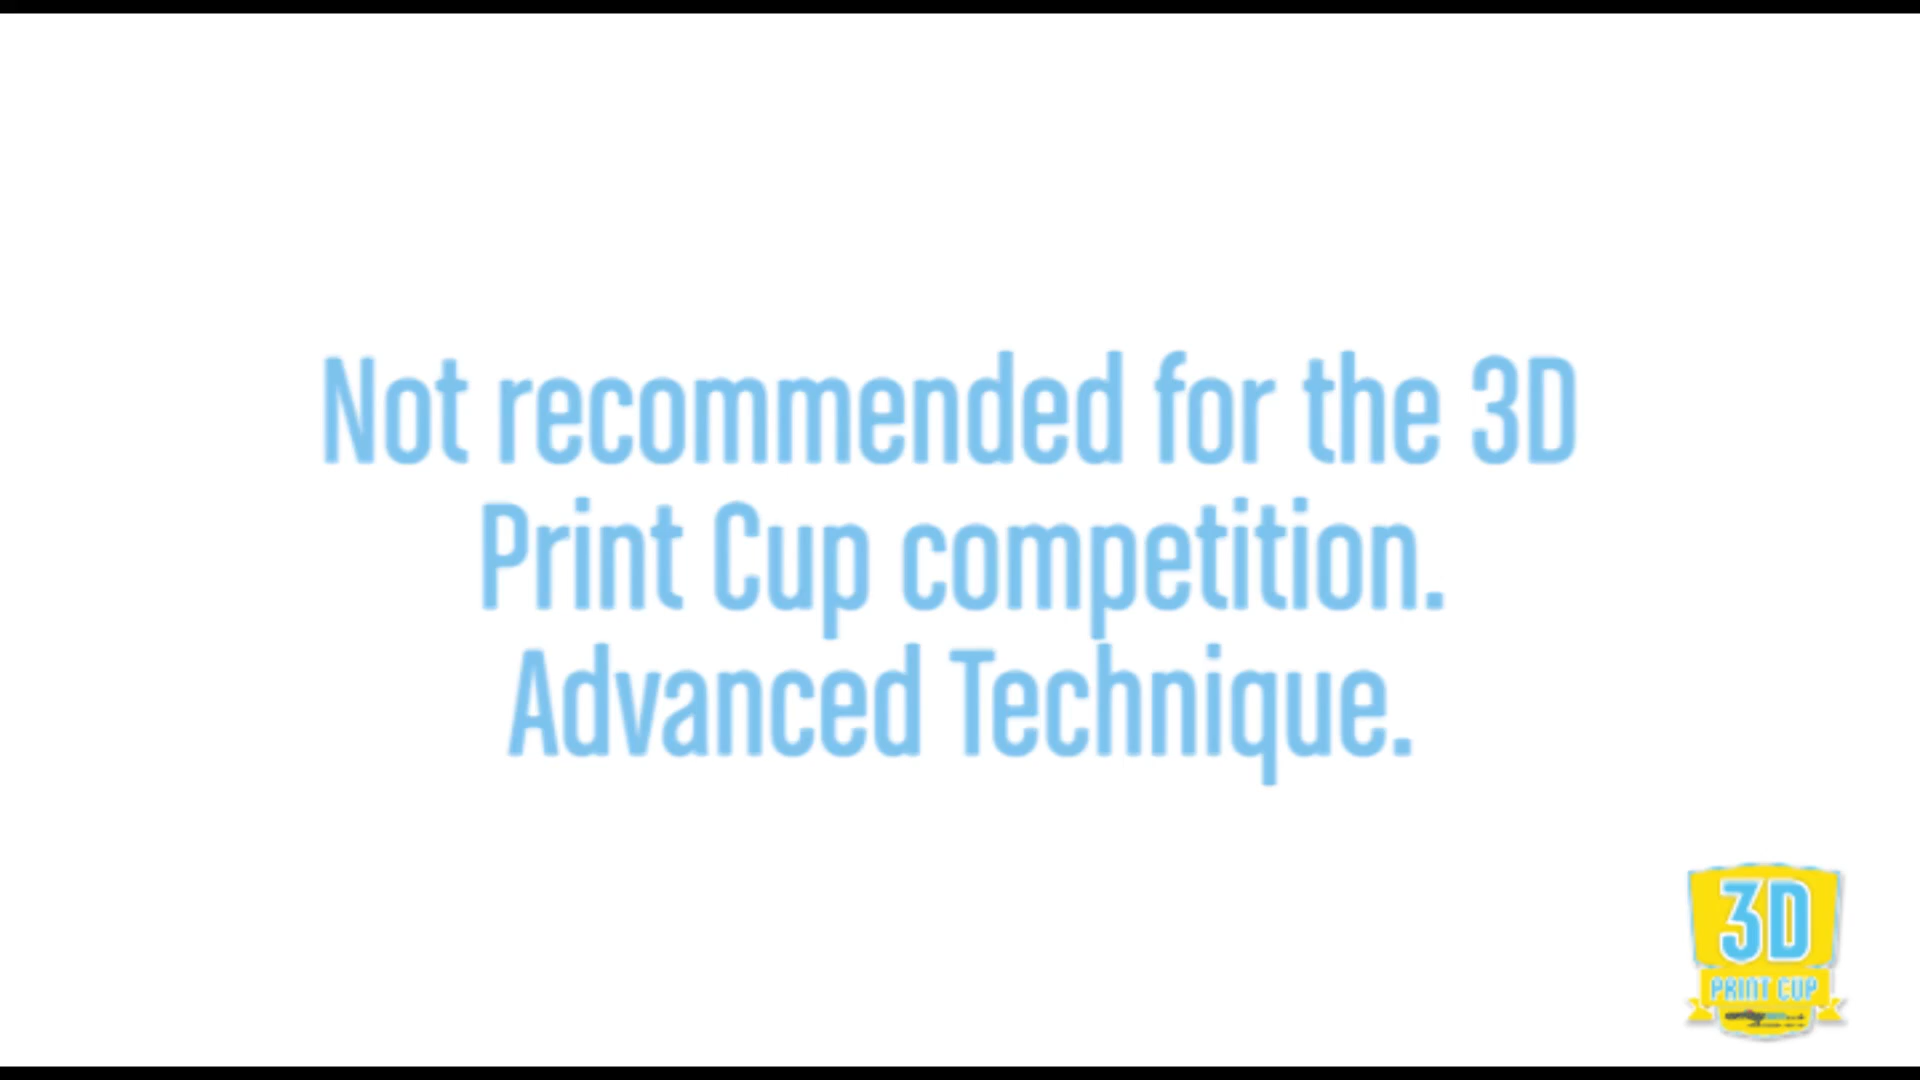 Not recommended for the 3D
Print Cup competition.
Advanced Technique.
3D
PRINT CUP